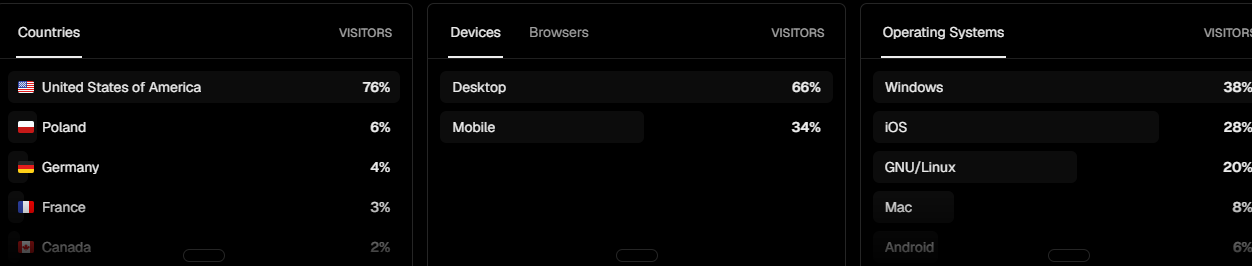 Countries VISITORS
United States of America 76%
Poland 6%
Germany 4%
France 3%
Canada 2%
Devices Browsers VISITORS
Desktop 66%
Mobile 34%
Operating Systems VISITORS
Windows 38%
iOS 28%
GNU/Linux 20%
Mac 8%
Android 6%